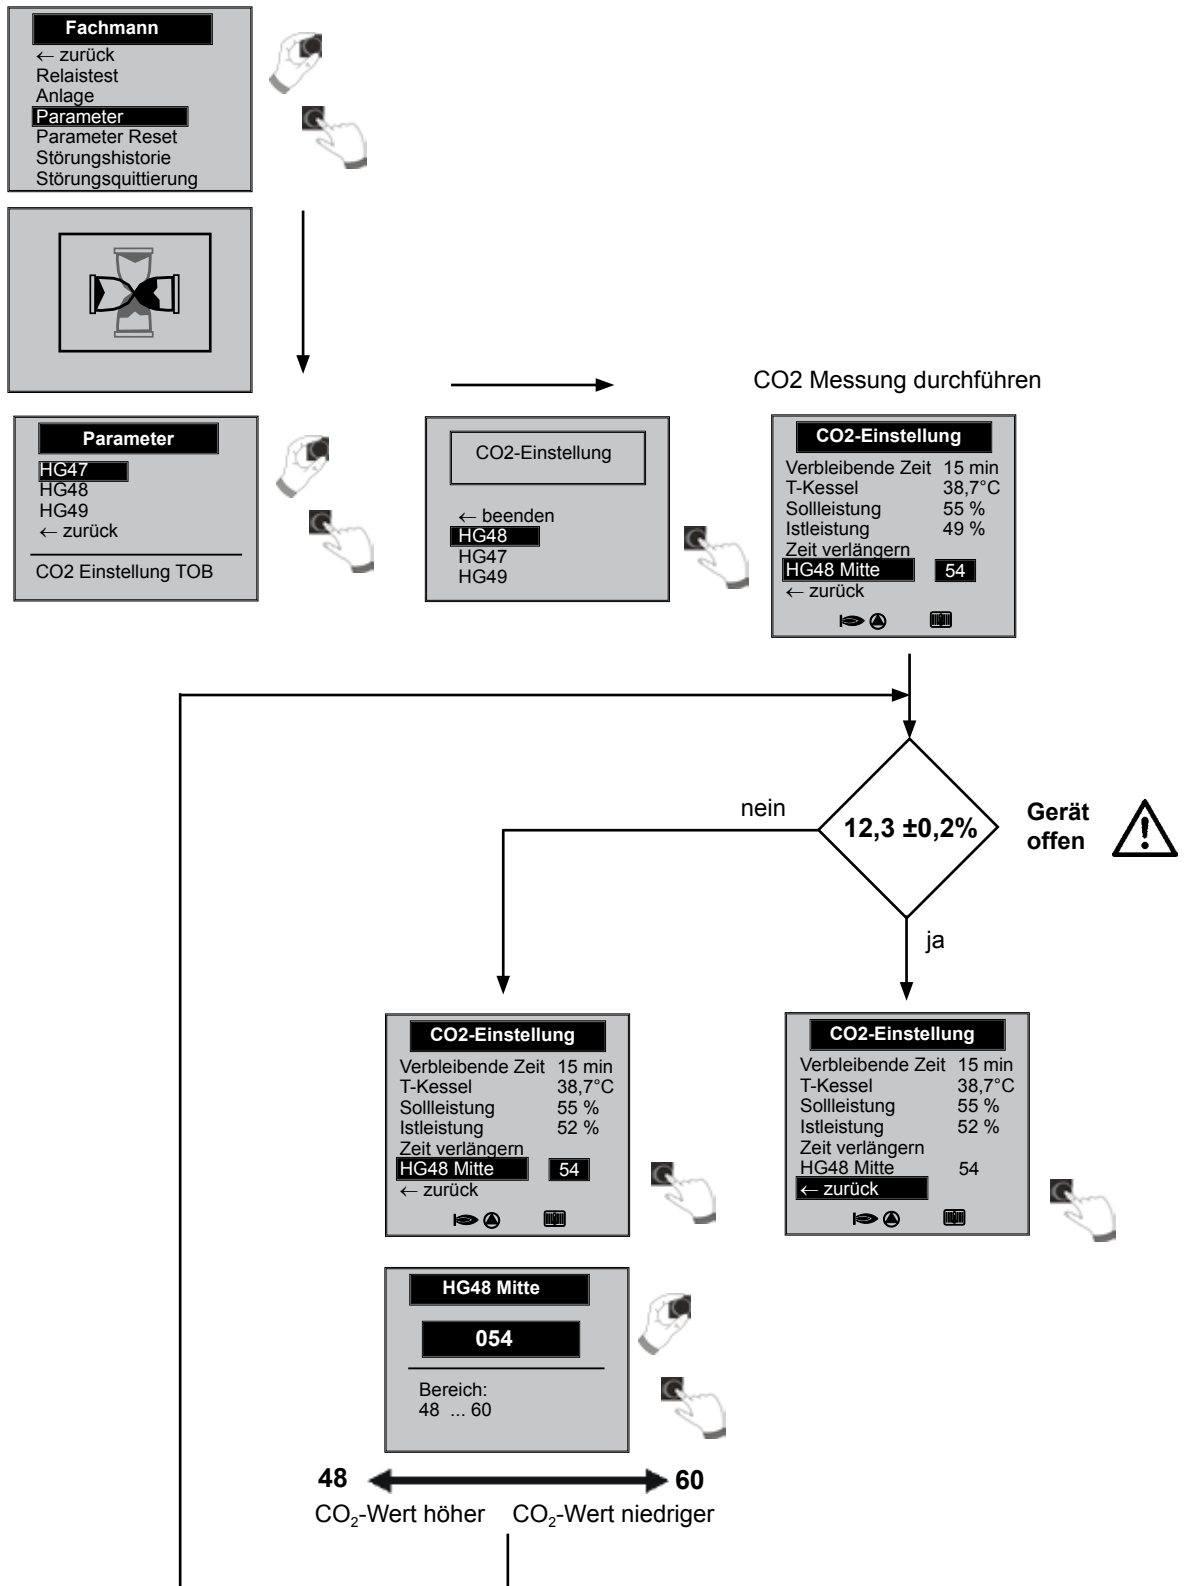 Fachmann
← zurück
Relaistest
Anlage
Parameter
Parameter Reset
Störungshistorie
Störungsquittierung
Parameter
HG47
HG48
HG49
← zurück
CO2 Einstellung TOB
CO2-Einstellung
← beenden
HG48
HG47
HG49
CO2 Messung durchführen
CO2-Einstellung
Verbleibende Zeit 15 min
T-Kessel 38,7°C
Sollleistung 55 %
Istleistung 49 %
Zeit verlängern
HG48 Mitte 54
← zurück
nein
12,3 ±0,2%
Gerät
offen
ja
CO2-Einstellung
Verbleibende Zeit 15 min
T-Kessel 38,7°C
Sollleistung 55 %
Istleistung 52 %
Zeit verlängern
HG48 Mitte 54
← zurück
CO2-Einstellung
Verbleibende Zeit 15 min
T-Kessel 38,7°C
Sollleistung 55 %
Istleistung 52 %
Zeit verlängern
HG48 Mitte 54
← zurück
HG48 Mitte
054
Bereich:
48 ... 60
48 60
CO₂-Wert höher CO₂-Wert niedriger